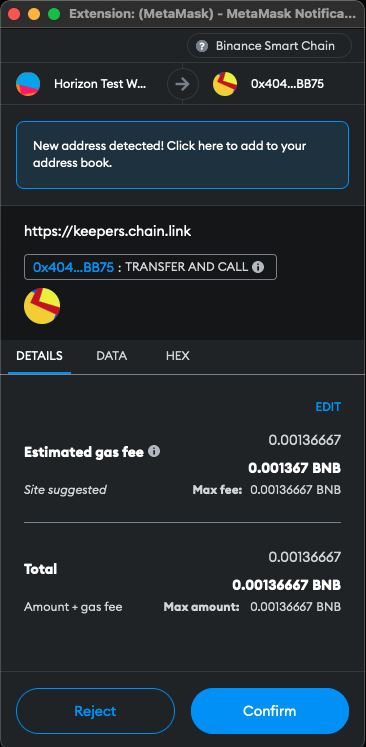 Extension: (MetaMask) - MetaMask Notifica...
? Binance Smart Chain
Horizon Test W... 0x404...BB75
New address detected! Click here to add to your
address book.
https://keepers.chain.link
0x404...BB75 : TRANSFER AND CALL i
DETAILS DATA HEX
EDIT
0.00136667
Estimated gas fee i
0.001367 BNB
Site suggested Max fee: 0.00136667 BNB
0.00136667
Total
0.00136667 BNB
Amount + gas fee Max amount: 0.00136667 BNB
Reject Confirm